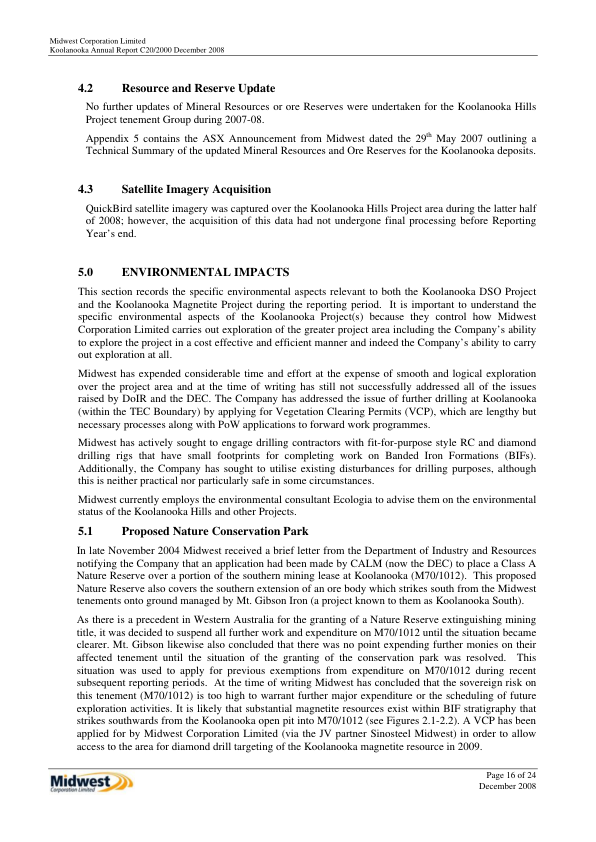 Midwest Corporation Limited
Koolanooka Annual Report C20/2000 December 2008
4.2 Resource and Reserve Update
No further updates of Mineral Resources or ore Reserves were undertaken for the Koolanooka Hills
Project tenement Group during 2007-08.
Appendix 5 contains the ASX Announcement from Midwest dated the 29th May 2007 outlining a
Technical Summary of the updated Mineral Resources and Ore Reserves for the Koolanooka deposits.
4.3 Satellite Imagery Acquisition
QuickBird satellite imagery was captured over the Koolanooka Hills Project area during the latter half
of 2008; however, the acquisition of this data had not undergone final processing before Reporting
Year's end.
5.0 ENVIRONMENTAL IMPACTS
This section records the specific environmental aspects relevant to both the Koolanooka DSO Project
and the Koolanooka Magnetite Project during the reporting period. It is important to understand the
specific environmental aspects of the Koolanooka Project(s) because they control how Midwest
Corporation Limited carries out exploration of the greater project area including the Company's ability
to explore the project in a cost effective and efficient manner and indeed the Company's ability to carry
out exploration at all.
Midwest has expended considerable time and effort at the expense of smooth and logical exploration
over the project area and at the time of writing has still not successfully addressed all of the issues
raised by DoIR and the DEC. The Company has addressed the issue of further drilling at Koolanooka
(within the TEC Boundary) by applying for Vegetation Clearing Permits (VCP), which are lengthy but
necessary processes along with PoW applications to forward work programmes.
Midwest has actively sought to engage drilling contractors with fit-for-purpose style RC and diamond
drilling rigs that have small footprints for completing work on Banded Iron Formations (BIFs).
Additionally, the Company has sought to utilise existing disturbances for drilling purposes, although
this is neither practical nor particularly safe in some circumstances.
Midwest currently employs the environmental consultant Ecologia to advise them on the environmental
status of the Koolanooka Hills and other Projects.
5.1 Proposed Nature Conservation Park
In late November 2004 Midwest received a brief letter from the Department of Industry and Resources
notifying the Company that an application had been made by CALM (now the DEC) to place a Class A
Nature Reserve over a portion of the southern mining lease at Koolanooka (M70/1012). This proposed
Nature Reserve also covers the southern extension of an ore body which strikes south from the Midwest
tenements onto ground managed by Mt. Gibson Iron (a project known to them as Koolanooka South).
As there is a precedent in Western Australia for the granting of a Nature Reserve extinguishing mining
title, it was decided to suspend all further work and expenditure on M70/1012 until the situation became
clearer. Mt. Gibson likewise also concluded that there was no point expending further monies on their
affected tenement until the situation of the granting of the conservation park was resolved. This
situation was used to apply for previous exemptions from expenditure on M70/1012 during recent
subsequent reporting periods. At the time of writing Midwest has concluded that the sovereign risk on
this tenement (M70/1012) is too high to warrant further major expenditure or the scheduling of future
exploration activities. It is likely that substantial magnetite resources exist within BIF stratigraphy that
strikes southwards from the Koolanooka open pit into M70/1012 (see Figures 2.1-2.2). A VCP has been
applied for by Midwest Corporation Limited (via the JV partner Sinosteel Midwest) in order to allow
access to the area for diamond drill targeting of the Koolanooka magnetite resource in 2009.
Midwest
Corporation Limited
Page 16 of 24
December 2008